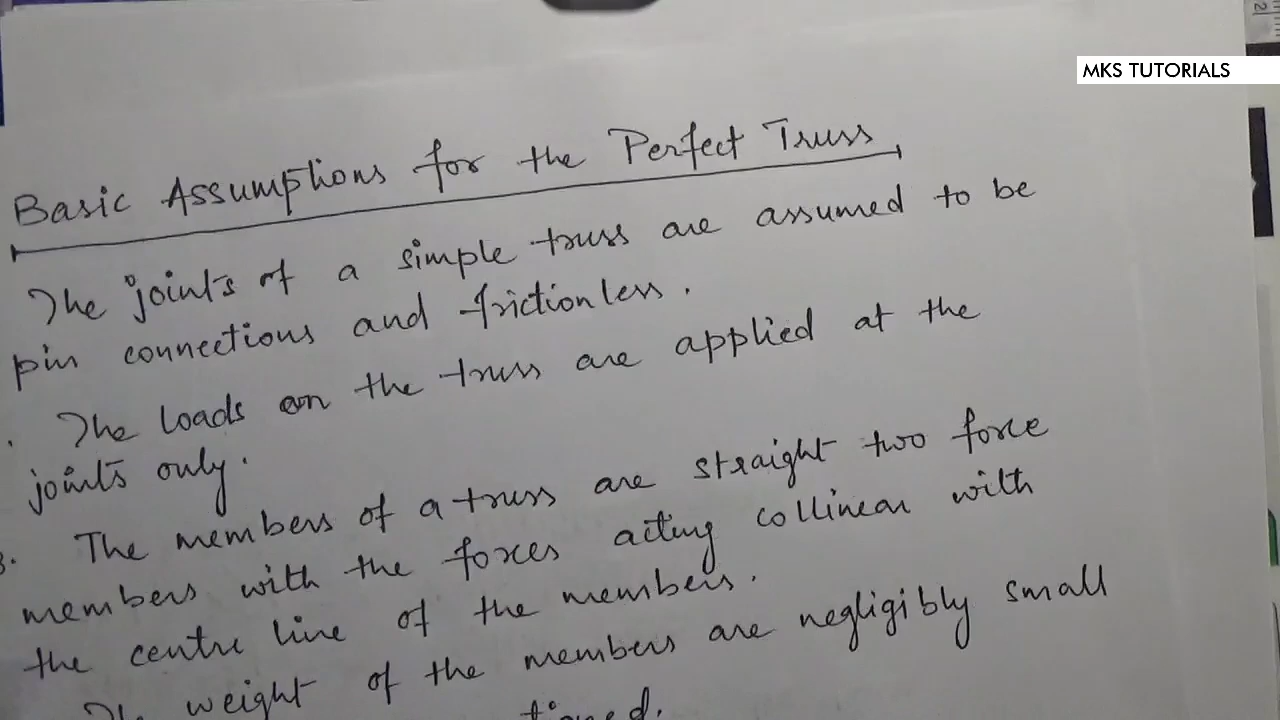 MKS TUTORIALS
Basic Assumptions for the Perfect Truss
The joints of a simple truss are assumed to be
pin connections and frictionless.
. The loads on the truss are applied at the
joints only.
3. The members of a truss are straight two force
members with the forces acting collinear with
the centre line of the members.
The weight of the members are negligibly small